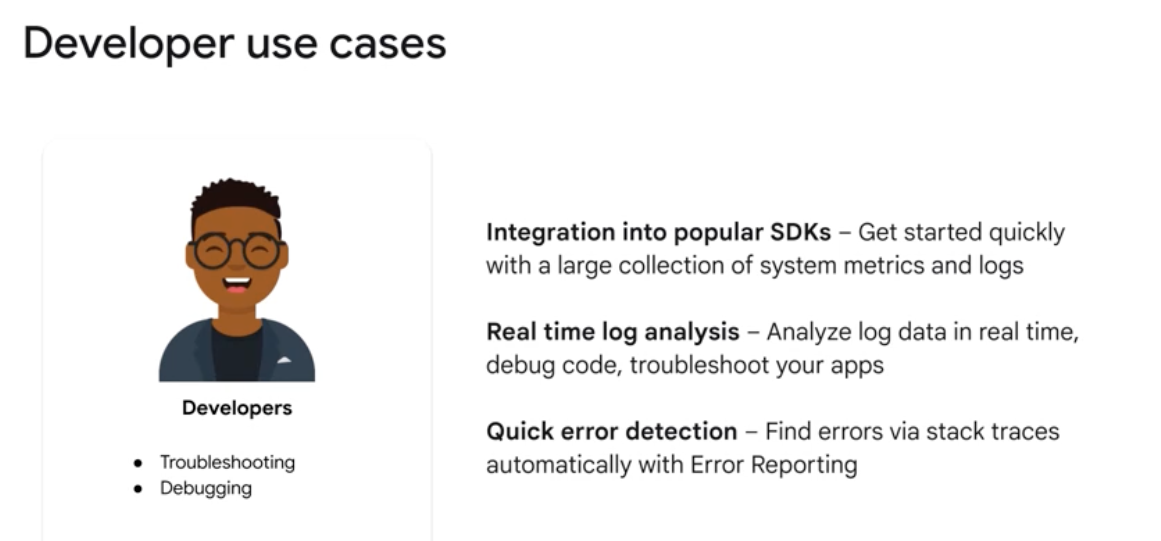 Developer use cases
Developers
● Troubleshooting
● Debugging
Integration into popular SDKs – Get started quickly
with a large collection of system metrics and logs
Real time log analysis – Analyze log data in real time,
debug code, troubleshoot your apps
Quick error detection – Find errors via stack traces
automatically with Error Reporting